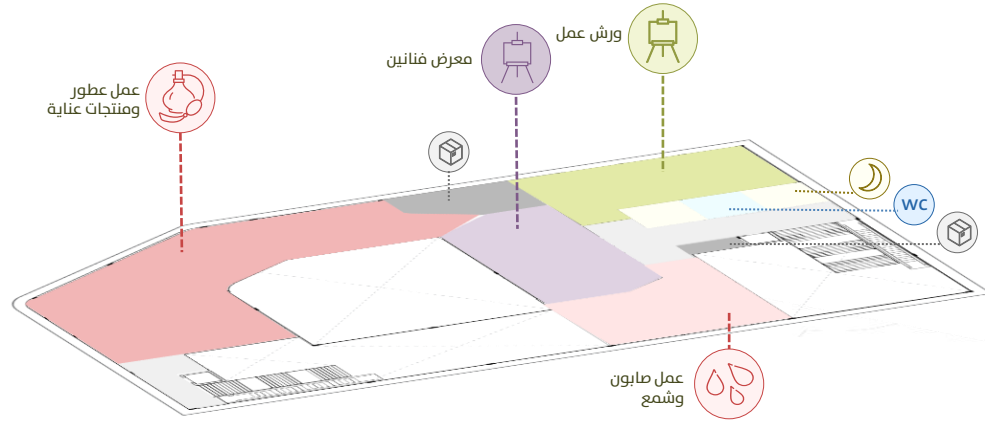 ورش عمل
معرض فنانين
عمل عطور
ومنتجات عناية
WC
عمل صابون
وشمع